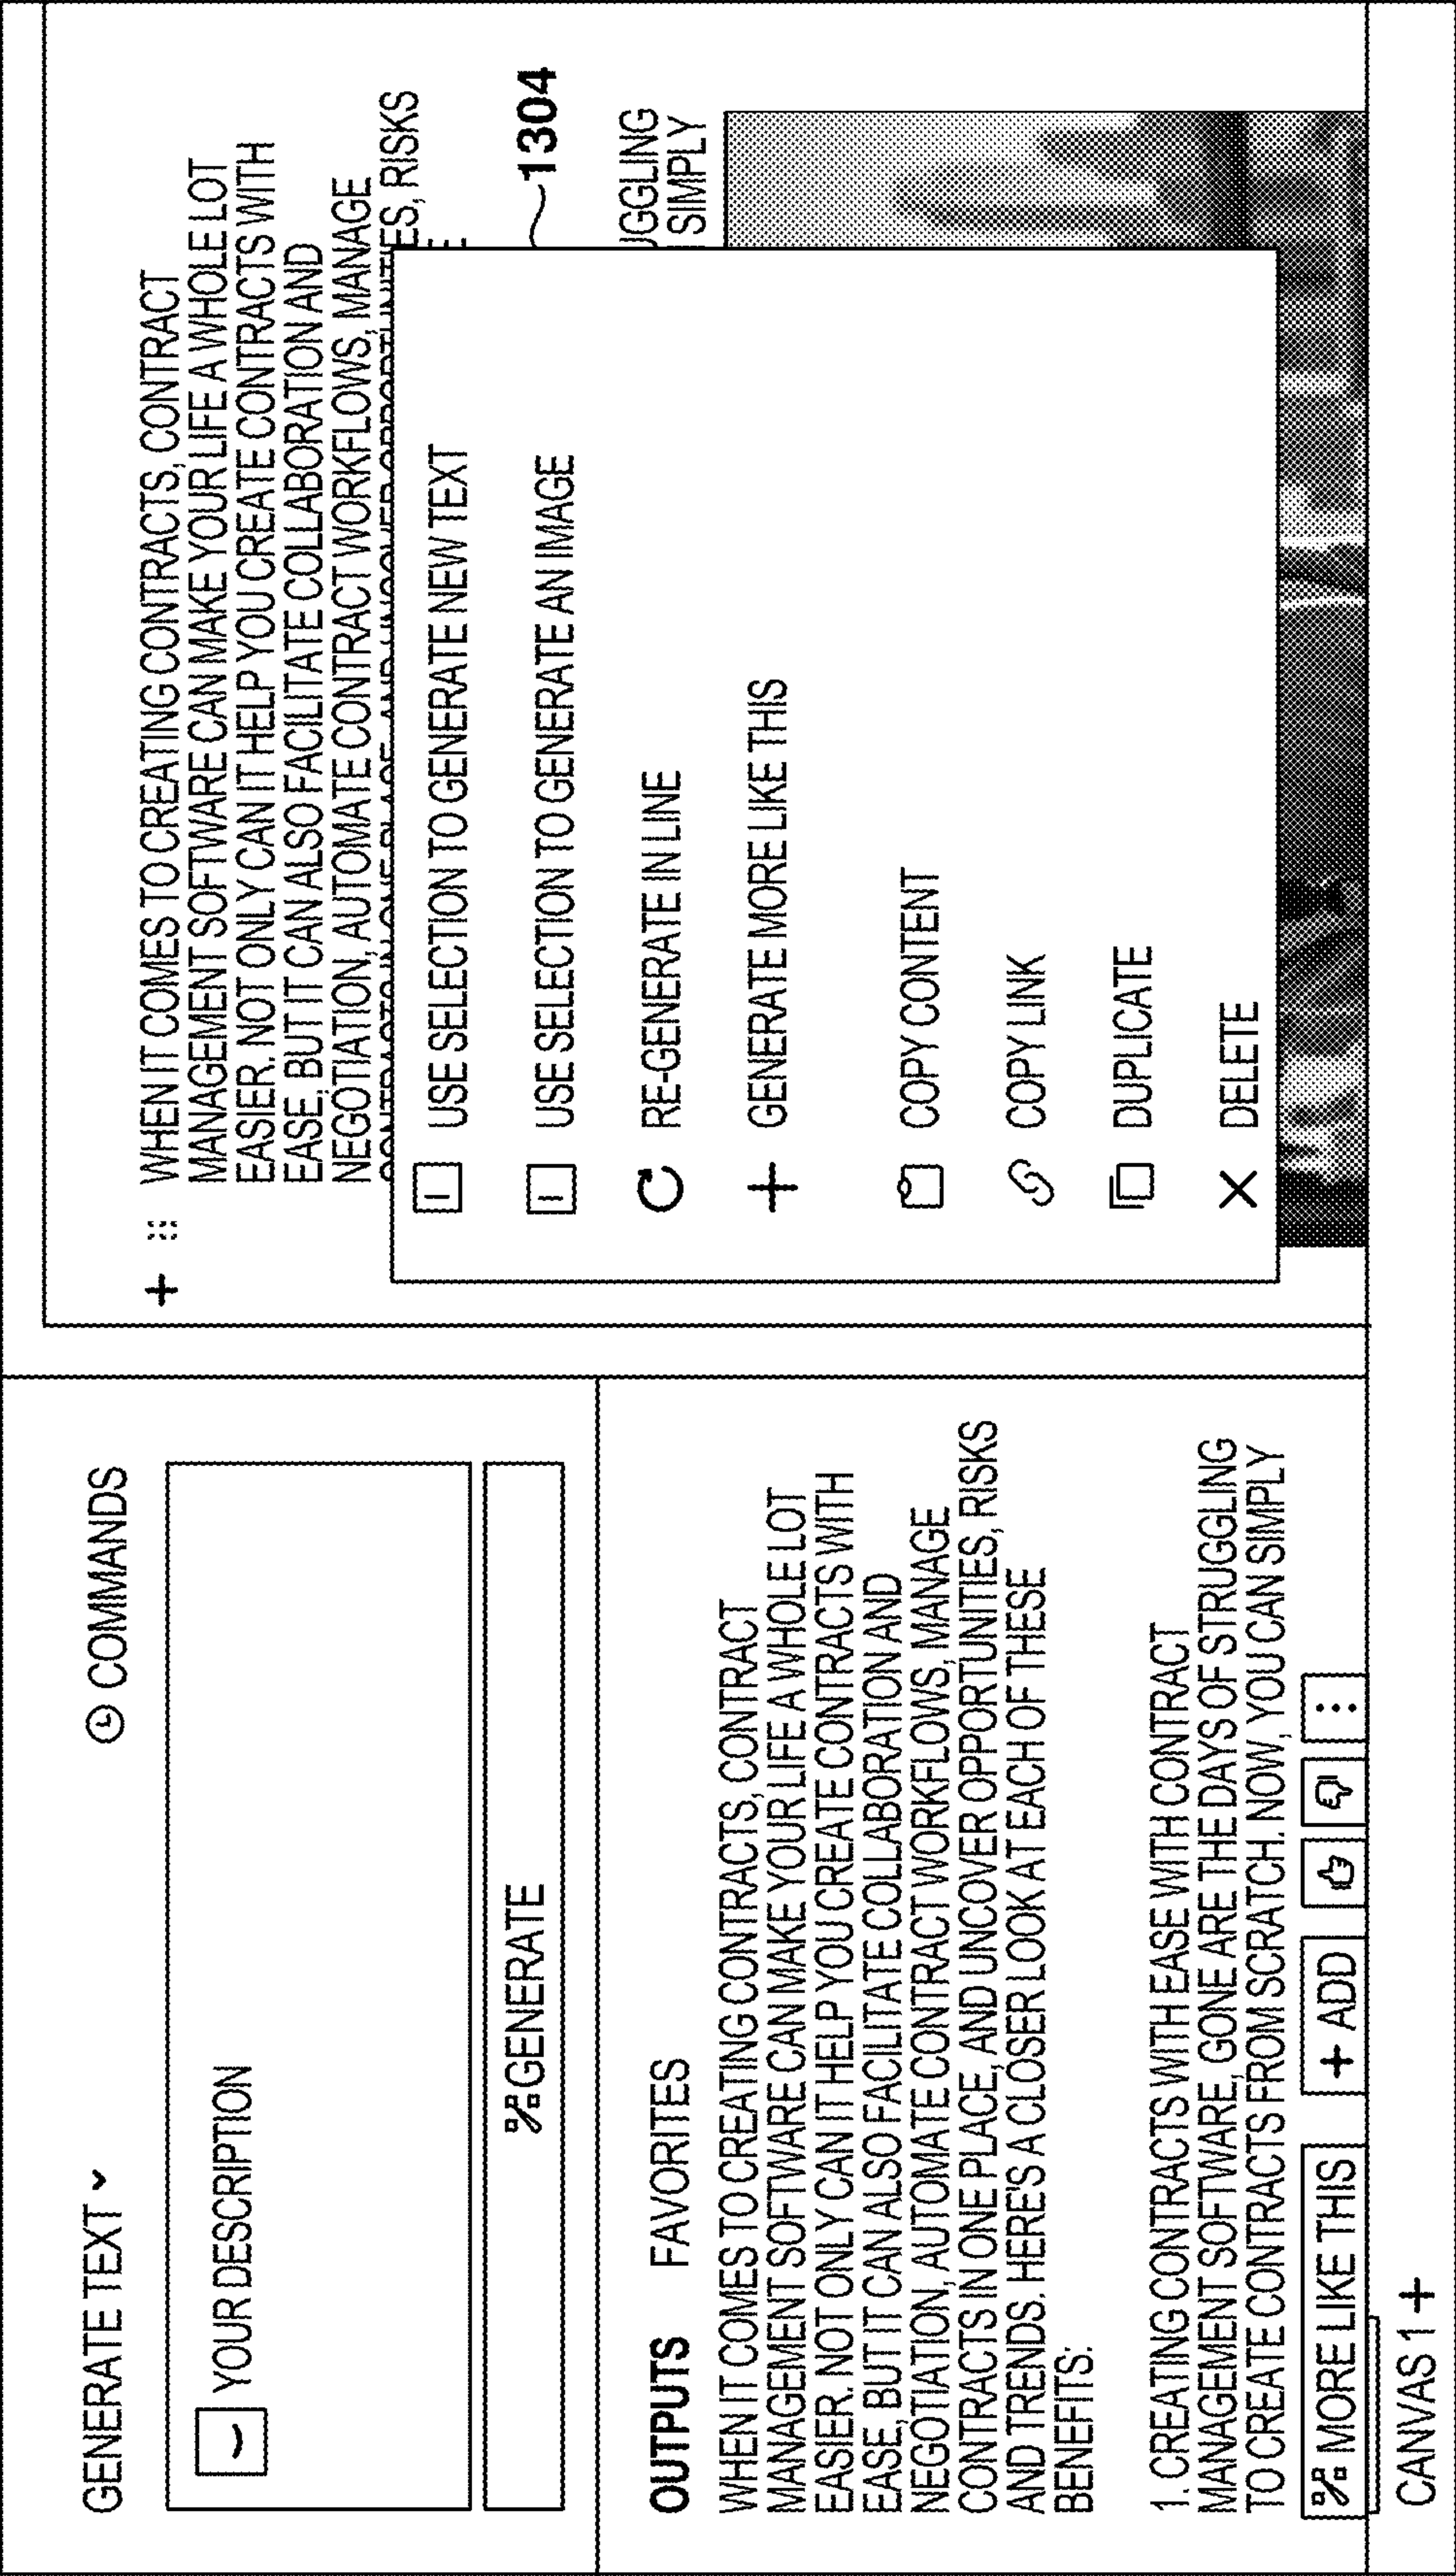 GENERATE TEXT
COMMANDS
YOUR DESCRIPTION
GENERATE
OUTPUTS FAVORITES
WHEN IT COMES TO CREATING CONTRACTS, CONTRACT
MANAGEMENT SOFTWARE CAN MAKE YOUR LIFE A WHOLE LOT
EASIER. NOT ONLY CAN IT HELP YOU CREATE CONTRACTS WITH
EASE, BUT IT CAN ALSO FACILITATE COLLABORATION AND
NEGOTIATION, AUTOMATE CONTRACT WORKFLOWS, MANAGE
CONTRACTS IN ONE PLACE, AND UNCOVER OPPORTUNITIES, RISKS
AND TRENDS. HERE'S A CLOSER LOOK AT EACH OF THESE
BENEFITS:
1. CREATING CONTRACTS WITH EASE WITH CONTRACT
MANAGEMENT SOFTWARE, GONE ARE THE DAYS OF STRUGGLING
TO CREATE CONTRACTS FROM SCRATCH. NOW, YOU CAN SIMPLY
MORE LIKE THIS
+ ADD
CANVAS 1 +
WHEN IT COMES TO CREATING CONTRACTS, CONTRACT
MANAGEMENT SOFTWARE CAN MAKE YOUR LIFE A WHOLE LOT
EASIER. NOT ONLY CAN IT HELP YOU CREATE CONTRACTS WITH
EASE, BUT IT CAN ALSO FACILITATE COLLABORATION AND
NEGOTIATION, AUTOMATE CONTRACT WORKFLOWS, MANAGE
ES, RISKS
1304
UGGLING
SIMPLY
USE SELECTION TO GENERATE NEW TEXT
USE SELECTION TO GENERATE AN IMAGE
RE-GENERATE IN LINE
GENERATE MORE LIKE THIS
COPY CONTENT
COPY LINK
DUPLICATE
DELETE